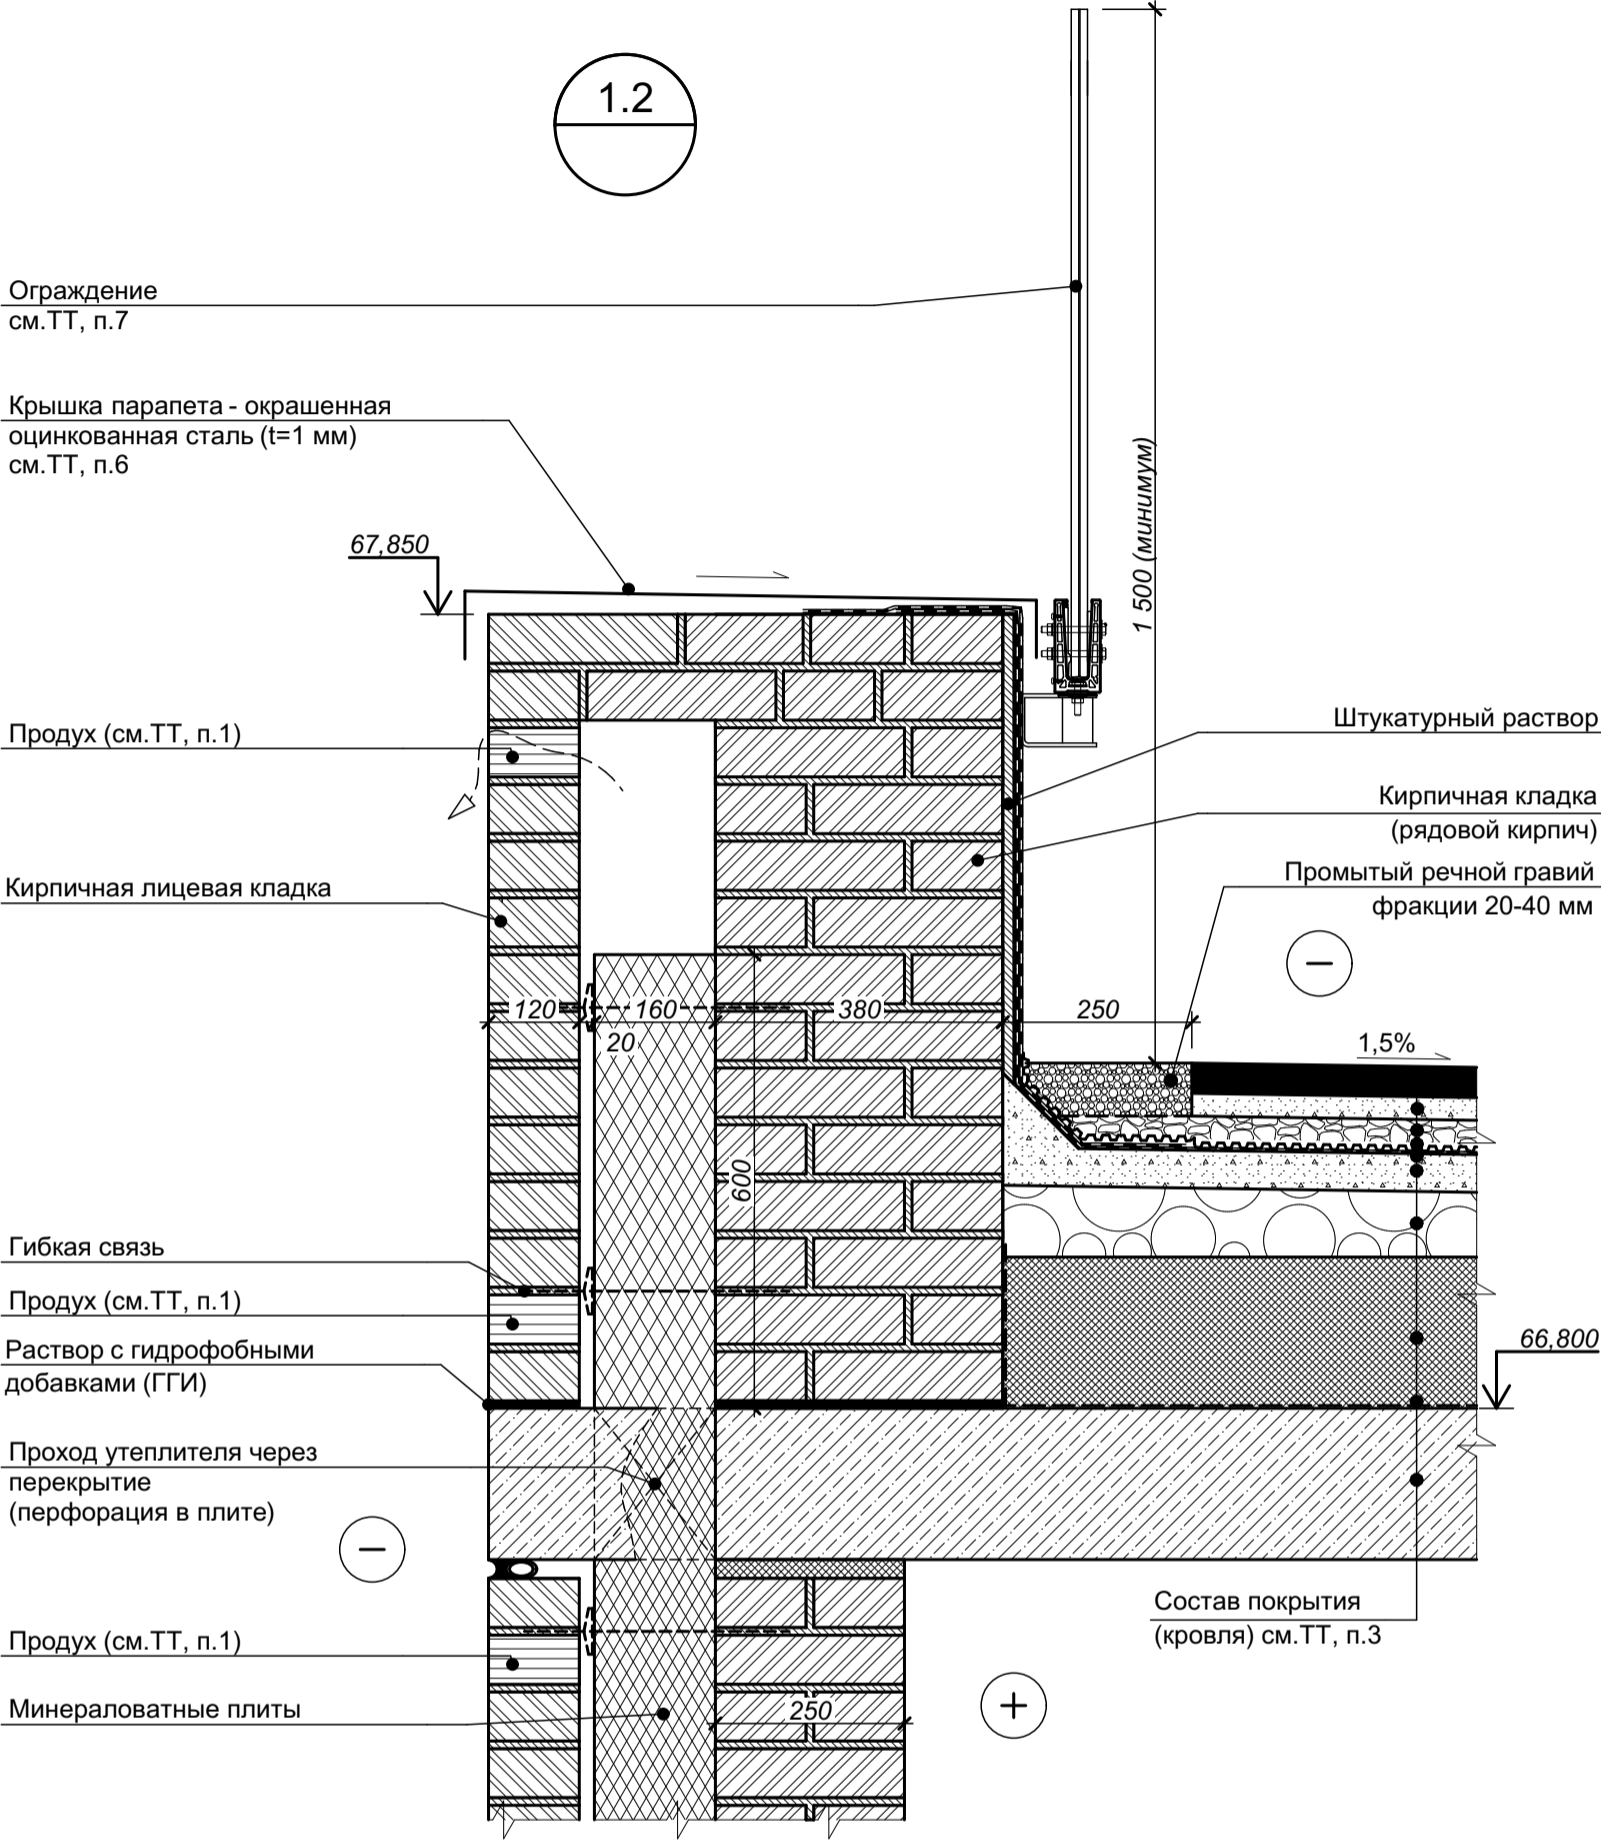 1.2
Ограждение
см.ТТ, п.7
Крышка парапета - окрашенная
оцинкованная сталь (t=1 мм)
см.ТТ, п.6
1 500 (минимум)
67,850
Продух (см.ТТ, п.1)
Штукатурный раствор
Кирпичная кладка
(рядовой кирпич)
Промытый речной гравий
фракции 20-40 мм
Кирпичная лицевая кладка
−
120
160
380
250
20
1,5%
600
Гибкая связь
Продух (см.ТТ, п.1)
Раствор с гидрофобными
добавками (ГГИ)
66,800
Проход утеплителя через
перекрытие
(перфорация в плите)
−
Состав покрытия
(кровля) см.ТТ, п.3
Продух (см.ТТ, п.1)
Минераловатные плиты
250
+